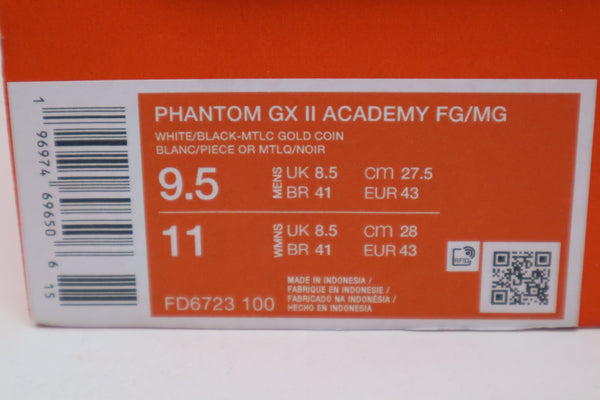 1 96974 69650 6 15
PHANTOM GX II ACADEMY FG/MG
WHITE/BLACK-MTLC GOLD COIN
BLANC/PIECE OR MTLQ/NOIR
9.5 MENS UK 8.5 CM 27.5
BR 41 EUR 43
11 WMNS UK 8.5 CM 28
BR 41 EUR 43
RFID
MADE IN INDONESIA/
FABRIQUE EN INDONESIE/
FABRICADO NA INDONÉSIA/
HECHO EN INDONESIA
FD6723 100